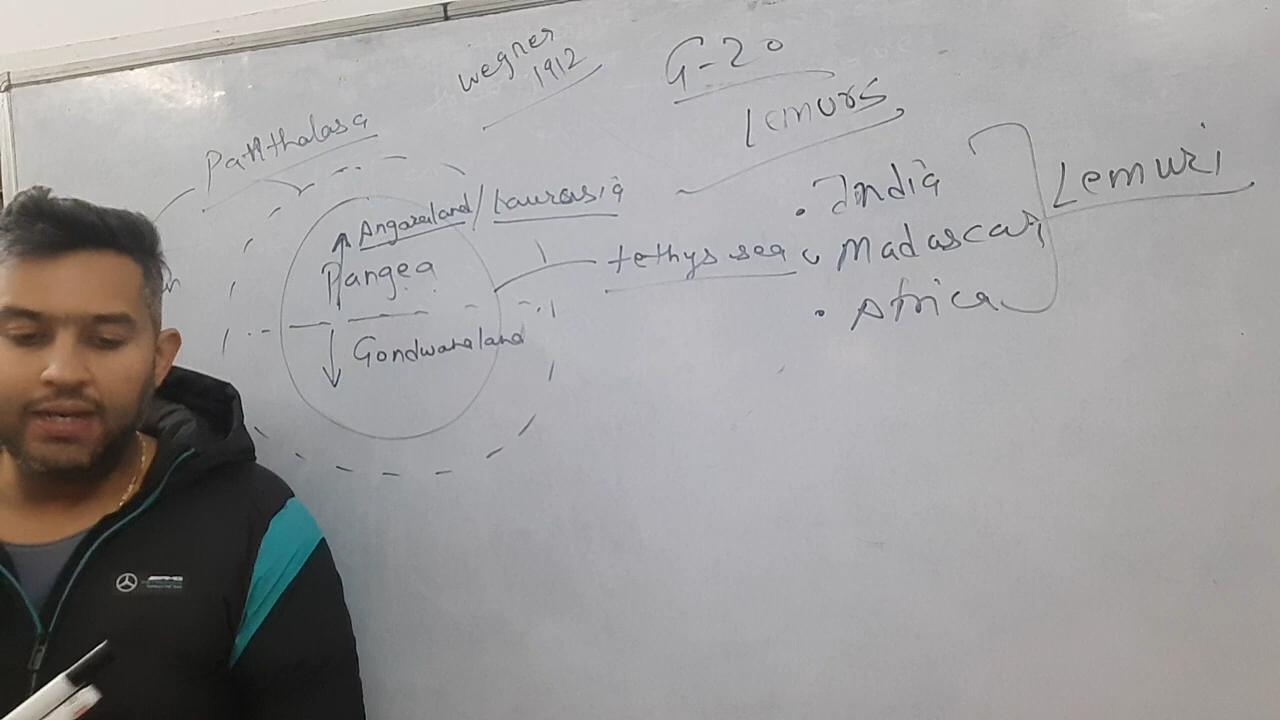 Wegner
1912
G-20
Lemurs,
Panthalasa
Angaraland/Laurasia
Pangea
Gondwanaland
tethys sea
India
Madascar,
Africa
Lemuri